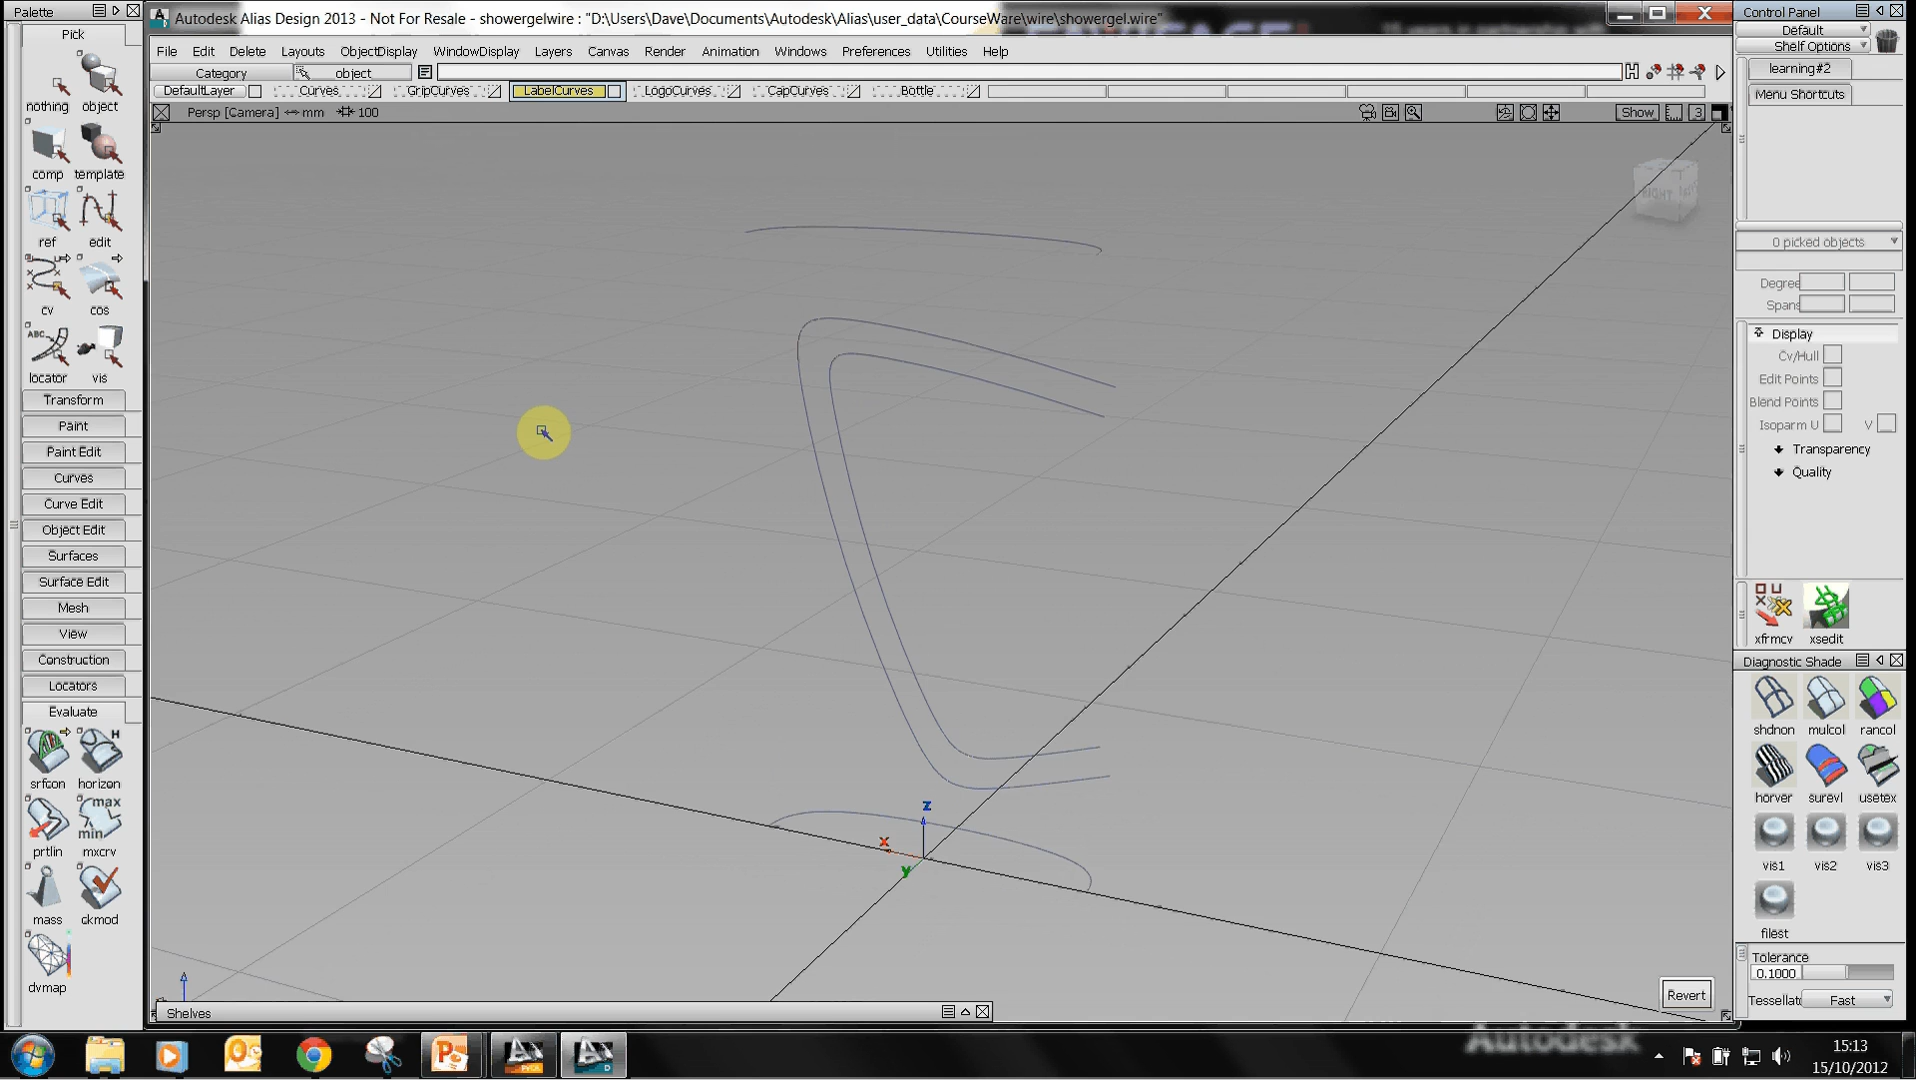 Palette
Autodesk Alias Design 2013 - Not For Resale - showergelwire : "D:\Users\Dave\Documents\Autodesk\Alias\user_data\CourseWare\wire\showergel.wire"
Control Panel
Default
Shelf Options
Pick
File Edit Delete Layouts ObjectDisplay WindowDisplay Layers Canvas Render Animation Windows Preferences Utilities Help
learning#2
Category
object
Menu Shortcuts
DefaultLayer
Curves
GripCurves
LabelCurves
LogoCurves
CapCurves
Bottle
Persp [Camera] mm 100
Show
3
nothing
object
comp
template
ref
edit
cv
cos
locator
vis
RIGHT
0 picked objects
Degree
Spans
Display
Cv/Hull
Edit Points
Blend Points
Isoparm U
V
Transparency
Quality
Transform
Paint
Paint Edit
Curves
Curve Edit
Object Edit
Surfaces
Surface Edit
Mesh
View
Construction
Locators
Evaluate
srfcon
horizon
prtlin
mxcrv
max
min
mass
ckmod
dvmap
xfrmcv
xsedit
Diagnostic Shade
shdnon
mulcol
rancol
horver
surevl
usetex
vis1
vis2
vis3
filest
Tolerance
0.1000
Tessellat
Fast
z
x
y
Revert
Shelves
Autodesk
15:13
15/10/2012